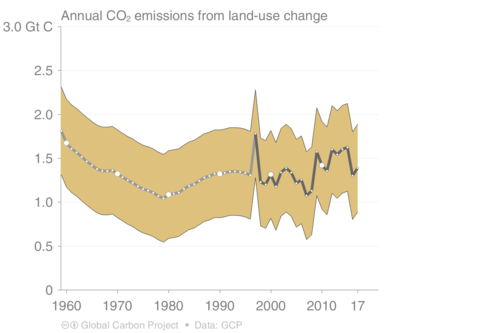 Annual CO₂ emissions from land-use change
3.0 Gt C
2.5
2.0
1.5
1.0
0.5
0
1960 1970 1980 1990 2000 2010 17
Global Carbon Project • Data: GCP